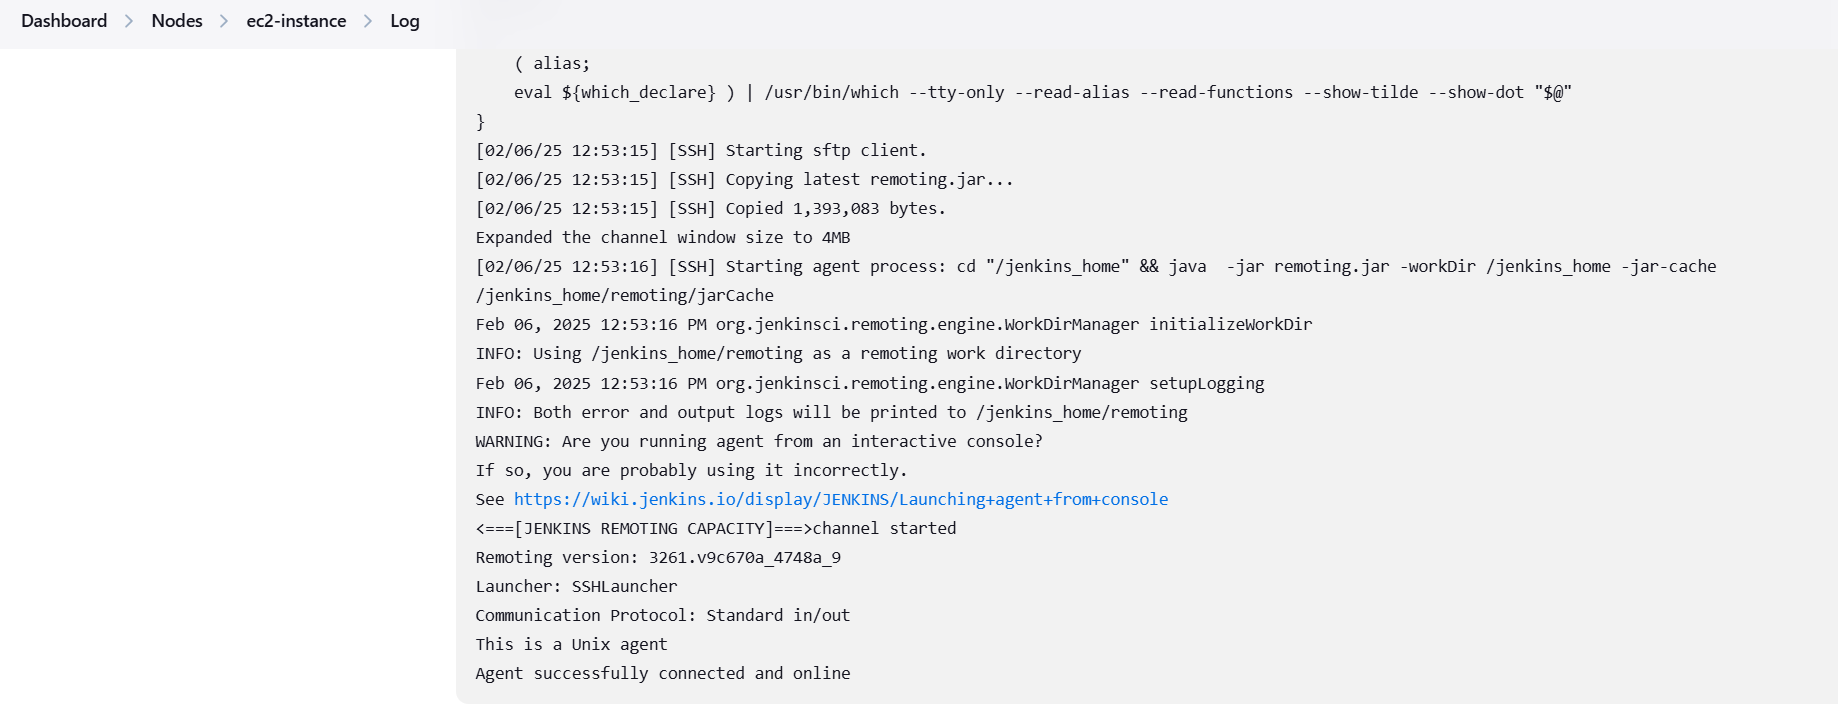 Dashboard > Nodes > ec2-instance > Log
( alias;
eval ${which_declare} ) | /usr/bin/which --tty-only --read-alias --read-functions --show-tilde --show-dot "$@"
}
[02/06/25 12:53:15] [SSH] Starting sftp client.
[02/06/25 12:53:15] [SSH] Copying latest remoting.jar...
[02/06/25 12:53:15] [SSH] Copied 1,393,083 bytes.
Expanded the channel window size to 4MB
[02/06/25 12:53:16] [SSH] Starting agent process: cd "/jenkins_home" && java  -jar remoting.jar -workDir /jenkins_home -jar-cache
/jenkins_home/remoting/jarCache
Feb 06, 2025 12:53:16 PM org.jenkinsci.remoting.engine.WorkDirManager initializeWorkDir
INFO: Using /jenkins_home/remoting as a remoting work directory
Feb 06, 2025 12:53:16 PM org.jenkinsci.remoting.engine.WorkDirManager setupLogging
INFO: Both error and output logs will be printed to /jenkins_home/remoting
WARNING: Are you running agent from an interactive console?
If so, you are probably using it incorrectly.
See https://wiki.jenkins.io/display/JENKINS/Launching+agent+from+console
<===[JENKINS REMOTING CAPACITY]===>channel started
Remoting version: 3261.v9c670a_4748a_9
Launcher: SSHLauncher
Communication Protocol: Standard in/out
This is a Unix agent
Agent successfully connected and online